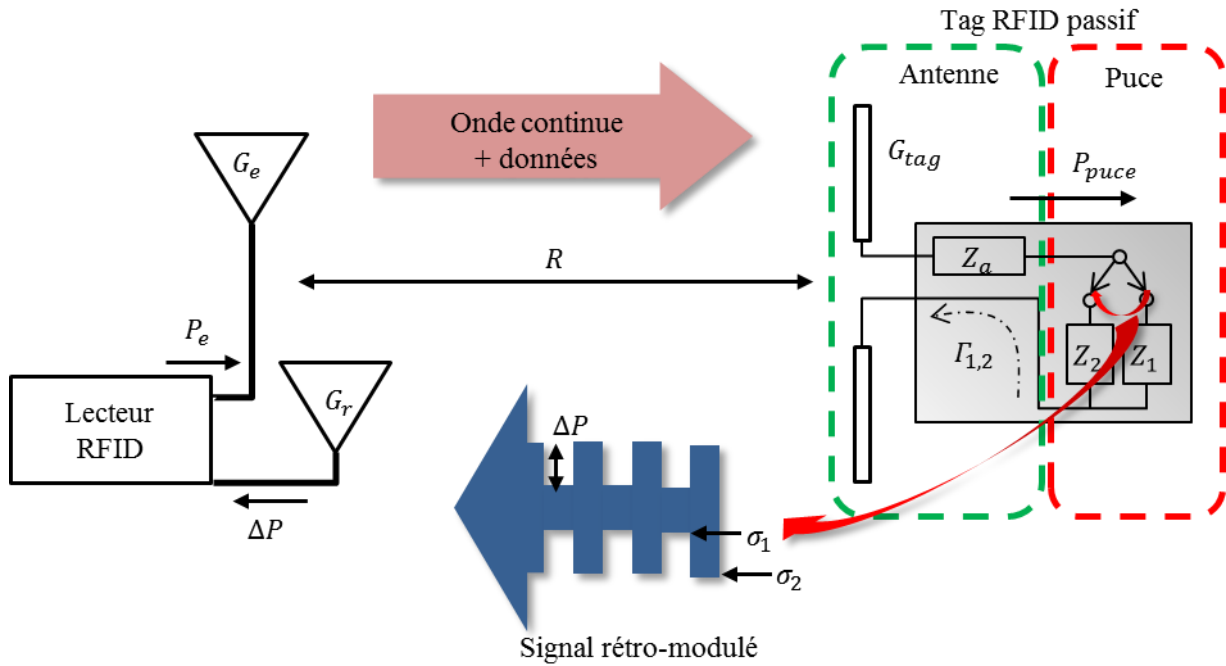 Tag RFID passif
Antenne
Puce
Onde continue
+ données
G_e
G_tag
P_puce
R
Z_a
P_e
Γ_1,2
Z_2
Z_1
G_r
Lecteur
RFID
ΔP
ΔP
σ_1
σ_2
Signal rétro-modulé